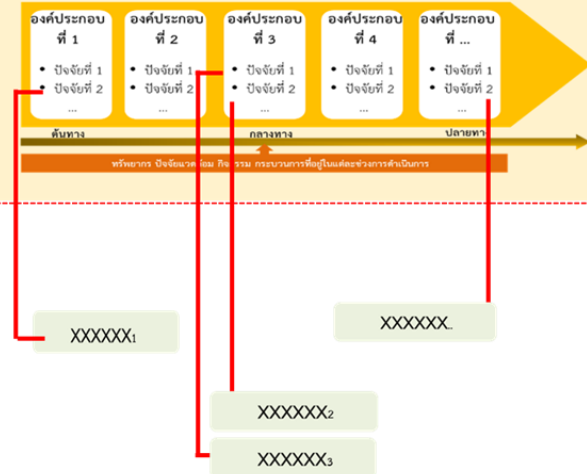 องค์ประกอบ
ที่ 1
• ปัจจัยที่ 1
• ปัจจัยที่ 2
...
องค์ประกอบ
ที่ 2
• ปัจจัยที่ 1
• ปัจจัยที่ 2
...
องค์ประกอบ
ที่ 3
• ปัจจัยที่ 1
• ปัจจัยที่ 2
...
องค์ประกอบ
ที่ 4
• ปัจจัยที่ 1
• ปัจจัยที่ 2
...
องค์ประกอบ
ที่ ...
• ปัจจัยที่ 1
• ปัจจัยที่ 2
...
ต้นทาง
กลางทาง
ปลายทาง
ทรัพยากร ปัจจัยแวดล้อม กิจกรรม กระบวนการที่อยู่ในแต่ละช่วงการดำเนินการ
XXXXXX1
XXXXXX..
XXXXXX2
XXXXXX3